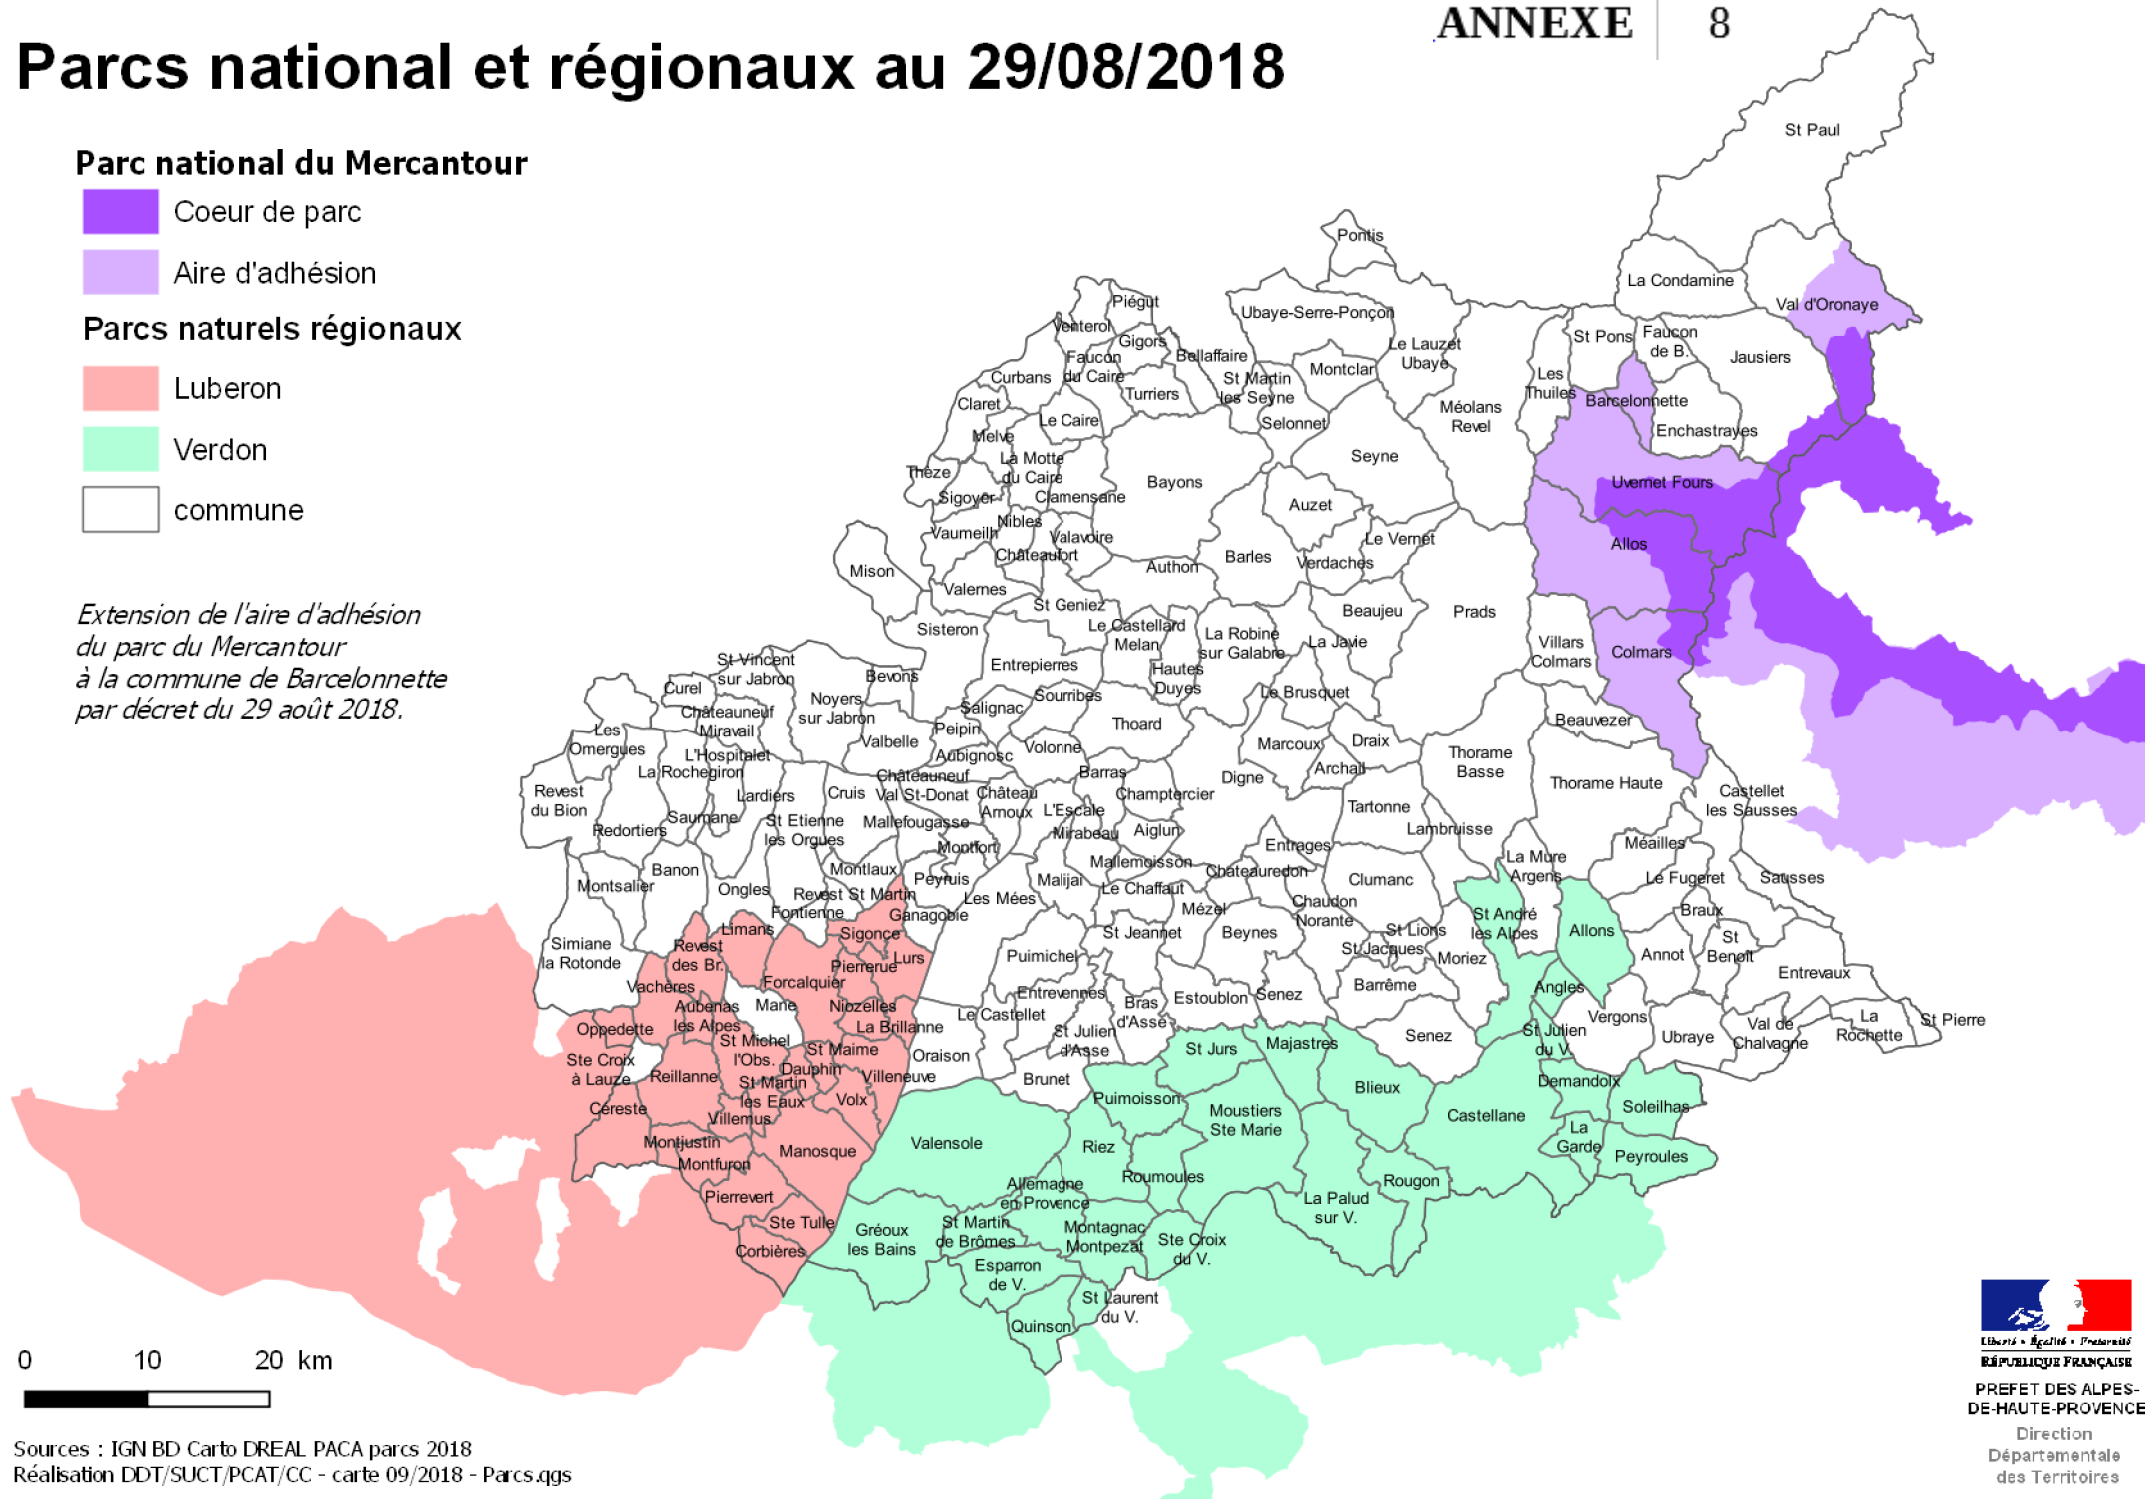 ANNEXE 8
Parcs national et régionaux au 29/08/2018
Parc national du Mercantour
Coeur de parc
Aire d'adhésion
Parcs naturels régionaux
Luberon
Verdon
commune
Extension de l'aire d'adhésion
du parc du Mercantour
à la commune de Barcelonnette
par décret du 29 août 2018.
St Paul
Pontis
La Condamine
Val d'Oronaye
Piégut
Venterol
Ubaye-Serre-Ponçon
Gigors
Bellaffaire
Le Lauzet
Ubaye
St Pons
Faucon
de B.
Jausiers
Faucon
du Caire
Curbans
Turriers
St Martin
les Seyne
Montclar
Les
Thuiles
Barcelonnette
Claret
Le Caire
Selonnet
Méolans
Revel
Enchastrayes
Melve
La Motte
du Caire
Seyne
Thèze
Sigoyer
Clamensane
Bayons
Uvernet Fours
Auzet
Nibles
Vaumeilh
Valavoire
Châteaufort
Le Vernet
Allos
Mison
Authon
Barles
Verdaches
Valernes
St Geniez
Beaujeu
Prads
Sisteron
Le Castellard
Melan
La Robine
sur Galabre
La Javie
Villars
Colmars
Colmars
Entrepierres
Hautes
Duyes
St Vincent
sur Jabron
Bevons
Curel
Noyers
sur Jabron
Sourribes
Le Brusquet
Salignac
Châteauneuf
Miravail
Peipin
Thoard
Beauvezer
Les
Omergues
Valbelle
Volonne
Marcoux
Draix
L'Hospitalet
Aubignosc
Thorame
Basse
La Rochegiron
Châteauneuf
Val St-Donat
Barras
Digne
Archail
Thorame Haute
Revest
du Bion
Lardiers
Cruis
Château
Arnoux
Champtercier
Castellet
les Sausses
Saumane
St Etienne
les Orgues
Mallefougasse
L'Escale
Tartonne
Redortiers
Mirabeau
Aiglun
Lambruisse
Montfort
Entrages
Méailles
Banon
Montlaux
Peyruis
Malijai
Mallemoisson
Chateauredon
Clumanc
La Mure
Argens
Le Fugeret
Sausses
Montsalier
Ongles
Revest St Martin
Les Mées
Le Chaffaut
Fontienne
Ganagobie
Mézel
Chaudon
Norante
St André
les Alpes
Braux
Limans
Sigonce
St Jeannet
Beynes
St Lions
Allons
Simiane
la Rotonde
Revest
des Br.
Lurs
Puimichel
St Jacques
Moriez
Annot
St
Benoît
Pierrerue
Entrevaux
Vachères
Forcalquier
Entrevennes
Estoublon
Senez
Barrême
Angles
Aubenas
les Alpes
Mane
Niozelles
Le Castellet
Bras
d'Asse
Vergons
Oppedette
La Brillanne
St Julien
d'Asse
Senez
St Julien
du V.
Ubraye
Val de
Chalvagne
La
Rochette
St Pierre
St Michel
l'Obs.
St Maime
Oraison
St Jurs
Majastres
Ste Croix
à Lauze
Reillanne
Dauphin
Villeneuve
Brunet
Blieux
Demandolx
St Martin
les Eaux
Volx
Puimoisson
Moustiers
Ste Marie
Castellane
Soleilhas
Céreste
Villemus
Montjustin
Manosque
Valensole
Riez
La
Garde
Peyroules
Montfuron
Roumoules
Rougon
Pierrevert
Allemagne
en Provence
La Palud
sur V.
Ste Tulle
Gréoux
les Bains
St Martin
de Brômes
Montagnac
Montpezat
Ste Croix
du V.
Corbières
Esparron
de V.
St Laurent
du V.
Quinson
0 10 20 km
Sources : IGN BD Carto DREAL PACA parcs 2018
Réalisation DDT/SUCT/PCAT/CC - carte 09/2018 - Parcs.qgs
Liberté • Égalité • Fraternité
RÉPUBLIQUE FRANÇAISE
PREFET DES ALPES-
DE-HAUTE-PROVENCE
Direction
Départementale
des Territoires